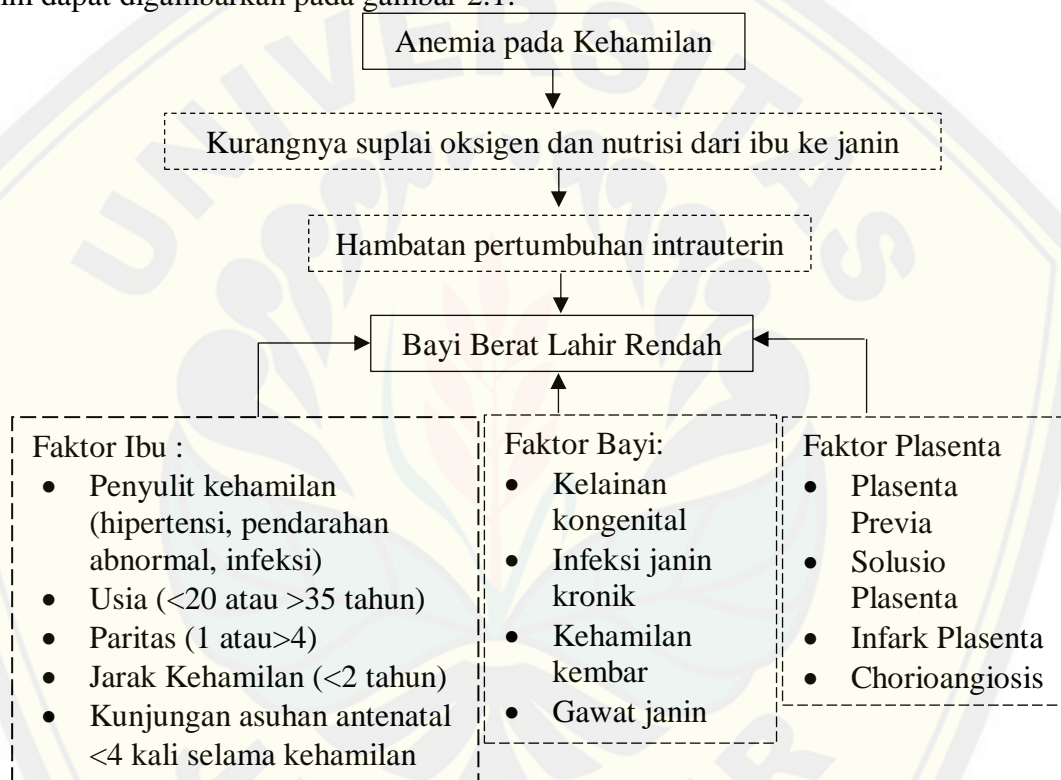 ini dapat digambarkan pada gambar 2.1.
Anemia pada Kehamilan
Kurangnya suplai oksigen dan nutrisi dari ibu ke janin
Hambatan pertumbuhan intrauterin
Bayi Berat Lahir Rendah
Faktor Ibu :
• Penyulit kehamilan
(hipertensi, pendarahan
abnormal, infeksi)
• Usia (<20 atau >35 tahun)
• Paritas (1 atau>4)
• Jarak Kehamilan (<2 tahun)
• Kunjungan asuhan antenatal
<4 kali selama kehamilan
Faktor Bayi:
• Kelainan
kongenital
• Infeksi janin
kronik
• Kehamilan
kembar
• Gawat janin
Faktor Plasenta
• Plasenta
Previa
• Solusio
Plasenta
• Infark Plasenta
• Chorioangiosis
UNIVERSITAS